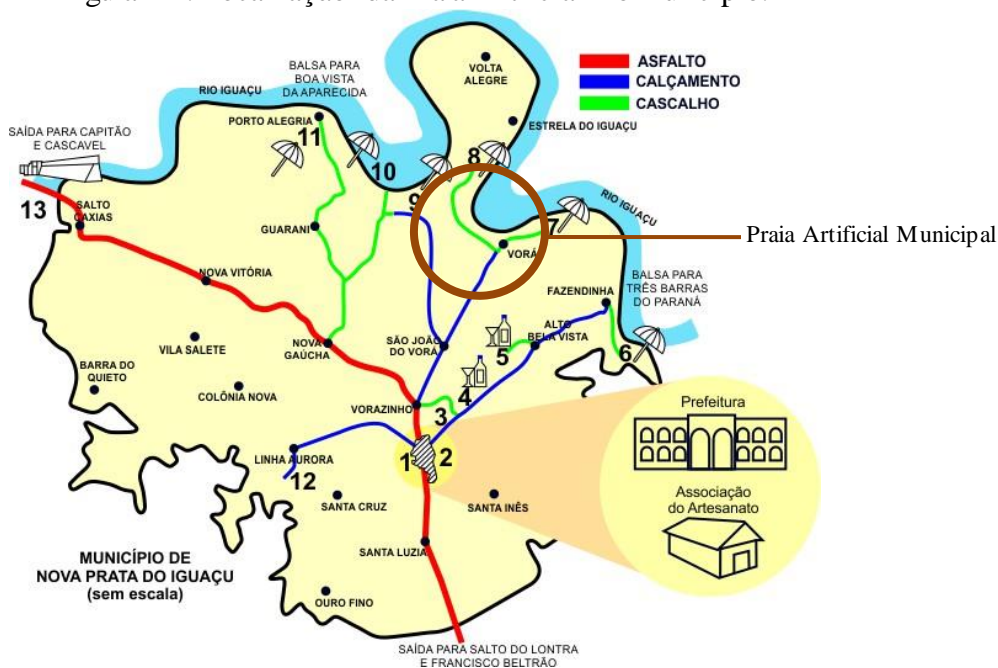 VOLTA
ALEGRE
ASFALTO
CALÇAMENTO
CASCALHO
BALSA PARA
BOA VISTA
DA APARECIDA
RIO IGUAÇU
PORTO ALEGRIA
11
ESTRELA DO IGUAÇU
SAÍDA PARA CAPITÃO
E CASCAVEL
8
10
9
13
SALTO
CAXIAS
GUARANI
7
RIO IGUAÇU
VORÁ
Praia Artificial Municipal
NOVA VITÓRIA
BALSA PARA
TRÊS BARRAS
DO PARANÁ
FAZENDINHA
VILA SALETE
NOVA
GAÚCHA
SÃO JOÃO
DO VORÁ
ALTO
BELA VISTA
5
6
BARRA DO
QUIETO
COLÔNIA NOVA
4
VORAZINHO
3
Prefeitura
LINHA AURORA
1
2
12
SANTA CRUZ
SANTA INÊS
Associação
do Artesanato
SANTA LUZIA
MUNICÍPIO DE
NOVA PRATA DO IGUAÇU
(sem escala)
OURO FINO
SAÍDA PARA SALTO DO LONTRA
E FRANCISCO BELTRÃO